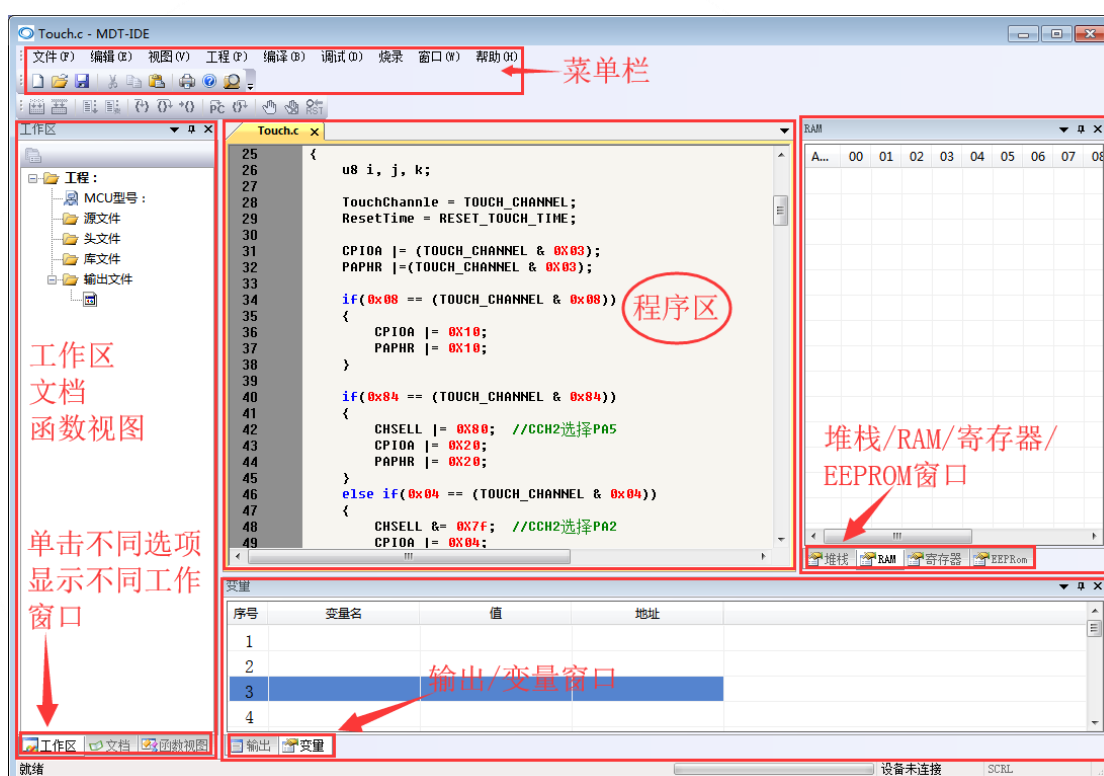 Touch.c - MDT-IDE
文件(F) 编辑(E) 视图(V) 工程(P) 编译(B) 调试(D) 烧录 窗口(W) 帮助(H)
菜单栏
工作区
工程：
MCU型号：
源文件
头文件
库文件
输出文件
工作区
文档
函数视图
单击不同选项
显示不同工作
窗口
工作区 文档 函数视图
Touch.c
25 {
26 u8 i, j, k;
27
28 TouchChannle = TOUCH_CHANNEL;
29 ResetTime = RESET_TOUCH_TIME;
30
31 CPIOA |= (TOUCH_CHANNEL & 0X03);
32 PAPHR |=(TOUCH_CHANNEL & 0X03);
33
34 if(0x08 == (TOUCH_CHANNEL & 0x08))
35 {
36 CPIOA |= 0X10;
37 PAPHR |= 0X10;
38 }
39
40 if(0x84 == (TOUCH_CHANNEL & 0x84))
41 {
42 CHSELL |= 0X80; //CCH2选择PA5
43 CPIOA |= 0X20;
44 PAPHR |= 0X20;
45 }
46 else if(0x04 == (TOUCH_CHANNEL & 0x04))
47 {
48 CHSELL &= 0X7f; //CCH2选择PA2
49 CPIOA |= 0X04;
程序区
RAM
A... 00 01 02 03 04 05 06 07 08
堆栈/RAM/寄存器/
EEPROM窗口
堆栈 RAM 寄存器 EEPRom
变量
序号 变量名 值 地址
1
2
3
4
输出/变量窗口
输出 变量
就绪 设备未连接 SCRL